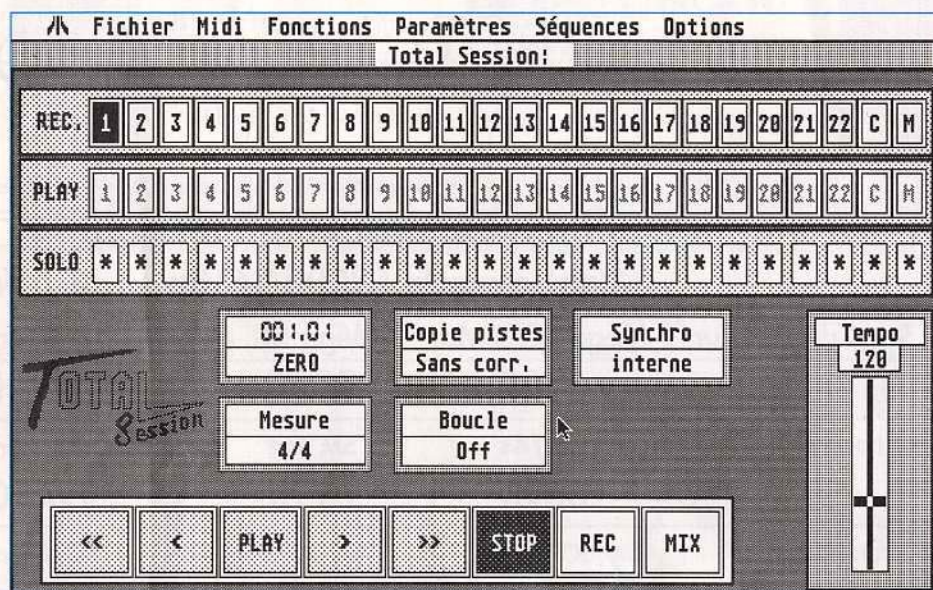 Fichier Midi Fonctions Paramètres Séquences Options
Total Session:
REC. 1 2 3 4 5 6 7 8 9 10 11 12 13 14 15 16 17 18 19 20 21 22 C M
PLAY 1 2 3 4 5 6 7 8 9 10 11 12 13 14 15 16 17 18 19 20 21 22 C M
SOLO * * * * * * * * * * * * * * * * * * * * * * * *
001.01
ZERO
Copie pistes
Sans corr.
Synchro
interne
Tempo
120
TOTAL
Session
Mesure
4/4
Boucle
Off
<< < PLAY > >> STOP REC MIX